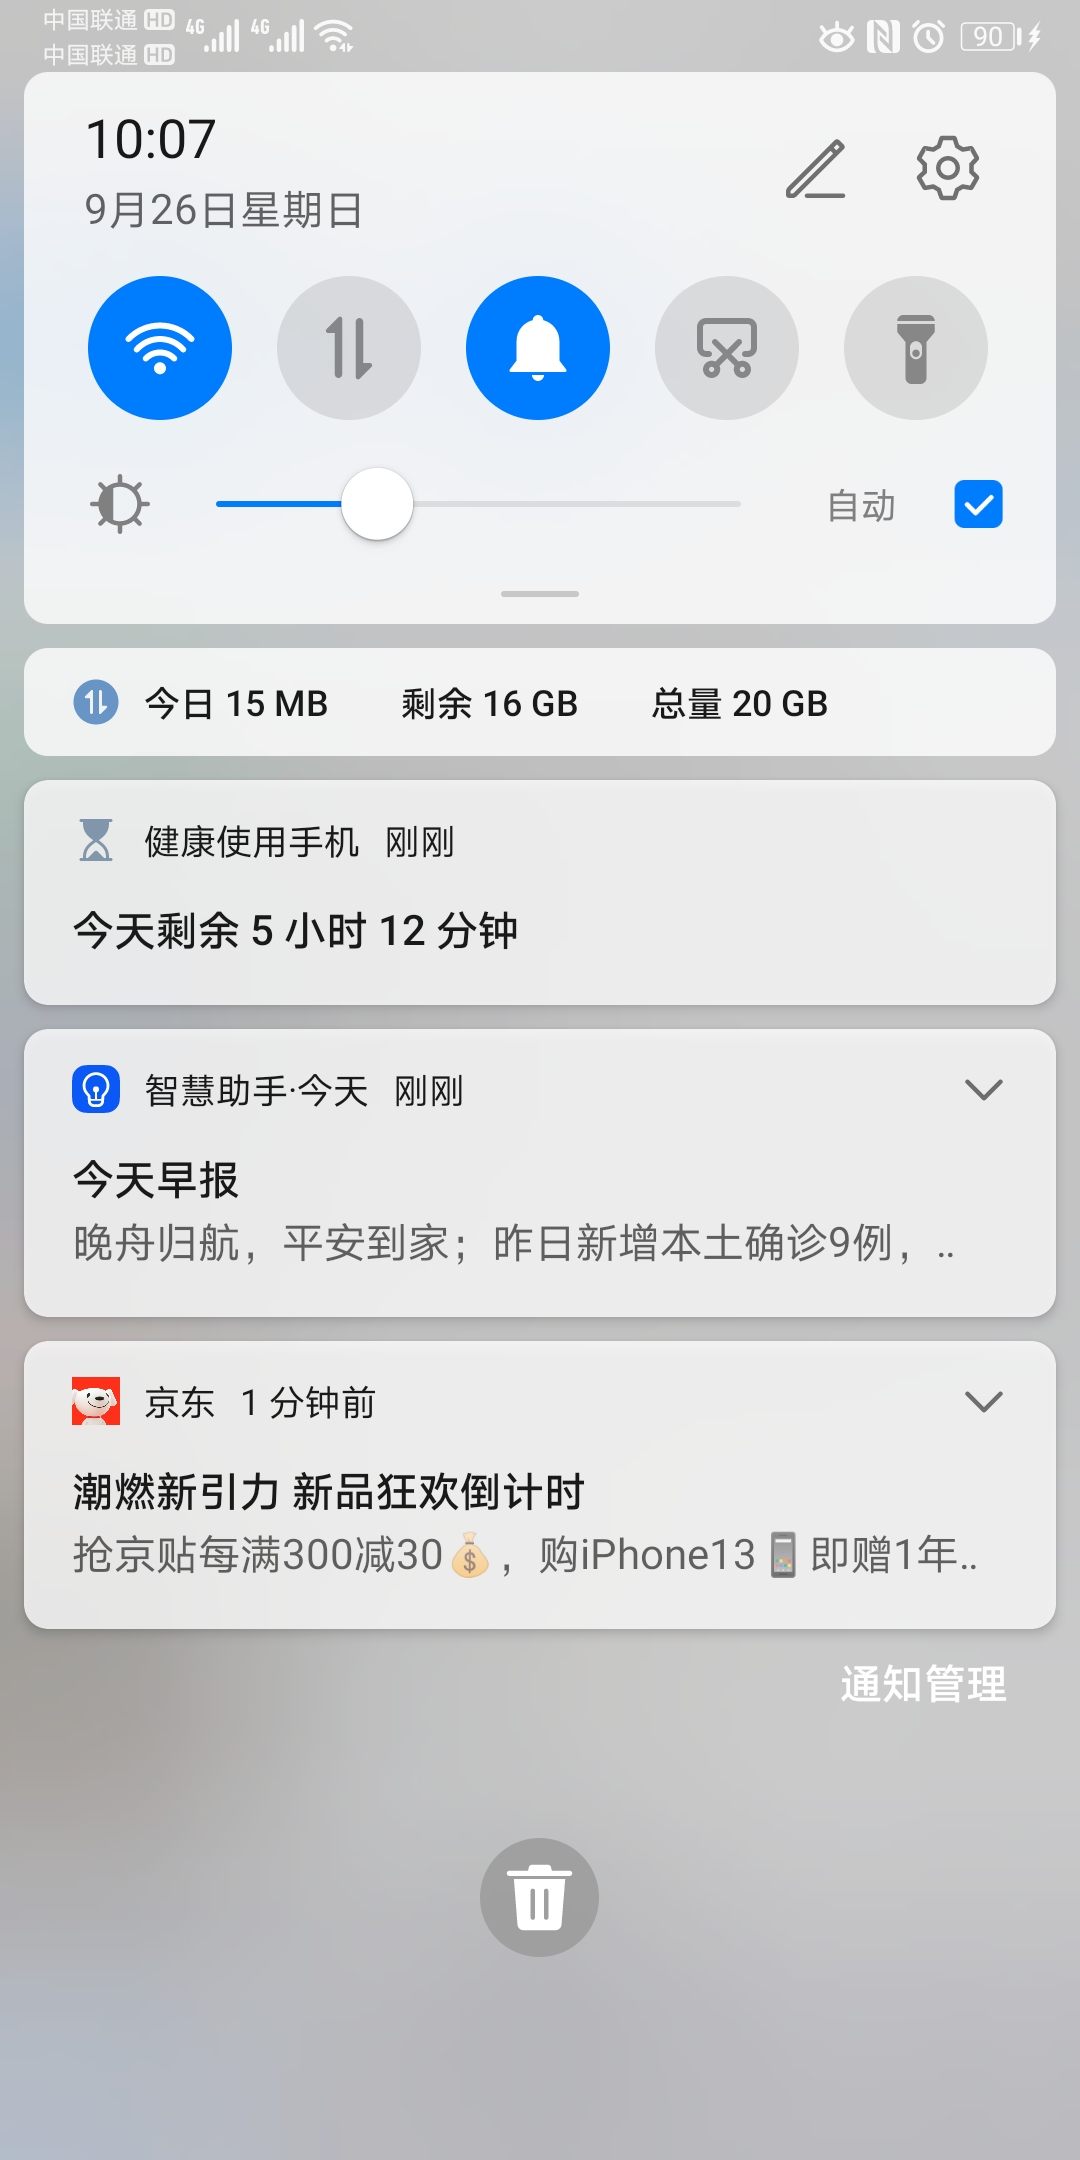 中国联通 HD 4G 4G 90
中国联通 HD
10:07
9月26日星期日
自动
今日 15 MB 剩余 16 GB 总量 20 GB
健康使用手机 刚刚
今天剩余 5 小时 12 分钟
智慧助手·今天 刚刚
今天早报
晚舟归航，平安到家；昨日新增本土确诊9例，..
京东 1 分钟前
潮燃新引力 新品狂欢倒计时
抢京贴每满300减30💰，购iPhone13📱即赠1年..
通知管理